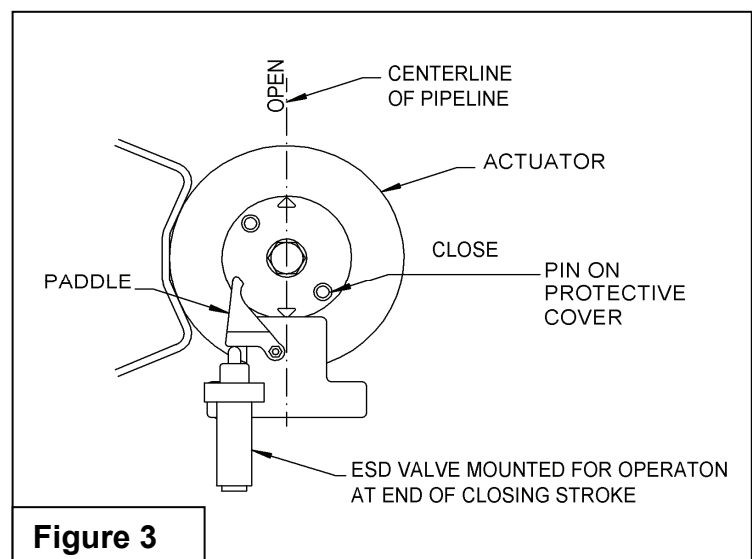 OPEN
CENTERLINE
OF PIPELINE
ACTUATOR
CLOSE
PADDLE
PIN ON
PROTECTIVE
COVER
ESD VALVE MOUNTED FOR OPERATON
AT END OF CLOSING STROKE
Figure 3